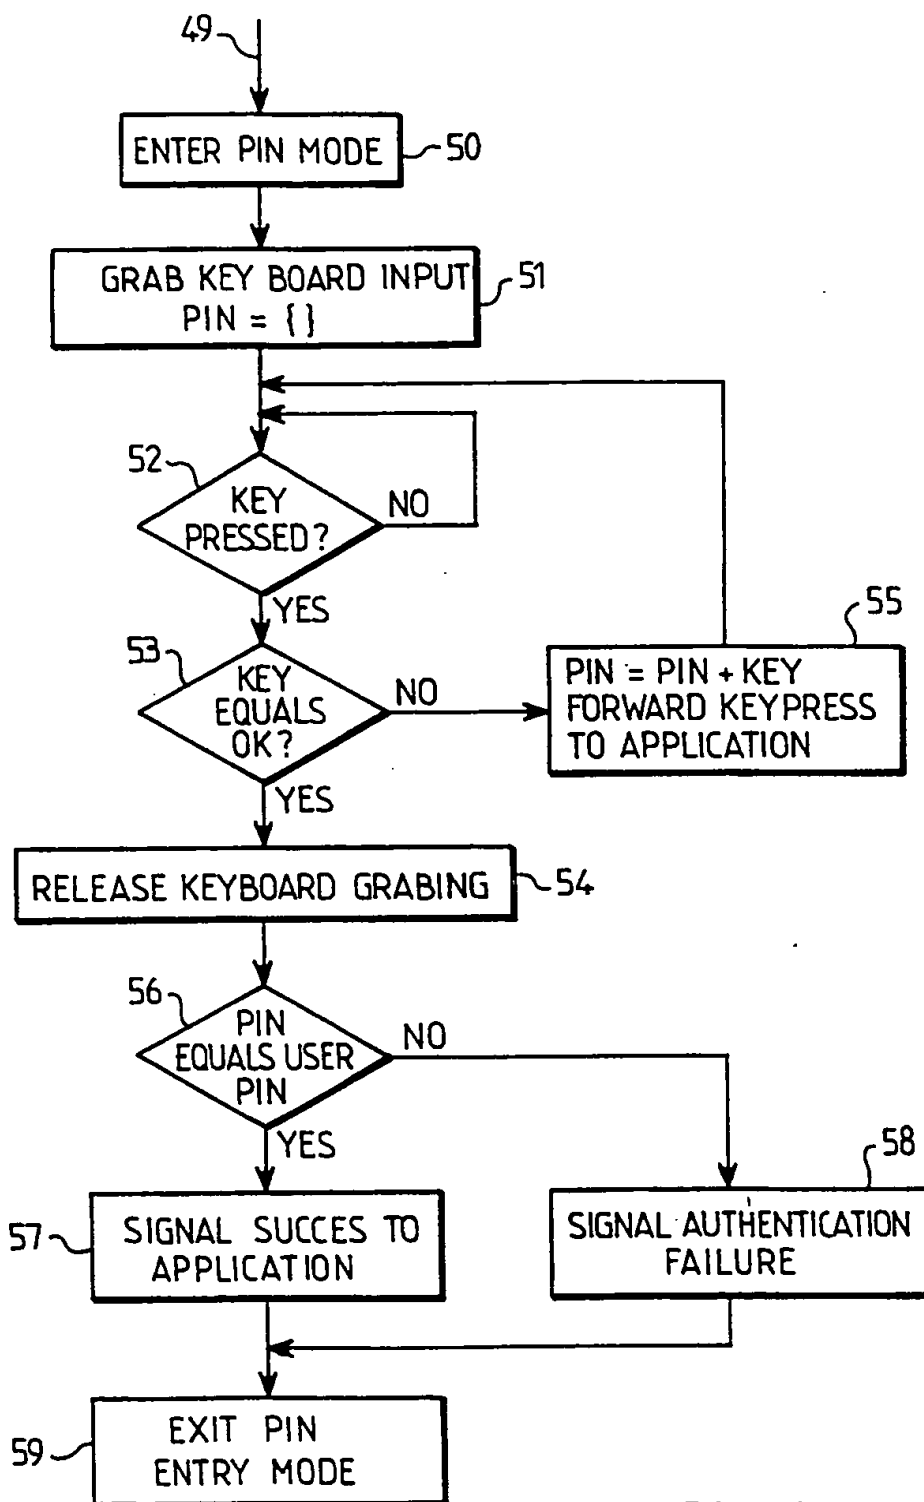 49
ENTER PIN MODE
50
GRAB KEY BOARD INPUT
PIN = { }
51
52
KEY
PRESSED?
NO
YES
53
KEY
EQUALS
OK?
NO
55
PIN = PIN + KEY
FORWARD KEYPRESS
TO APPLICATION
YES
RELEASE KEYBOARD GRABING
54
56
PIN
EQUALS USER
PIN
NO
YES
58
57
SIGNAL SUCCES TO
APPLICATION
SIGNAL AUTHENTICATION
FAILURE
59
EXIT PIN
ENTRY MODE